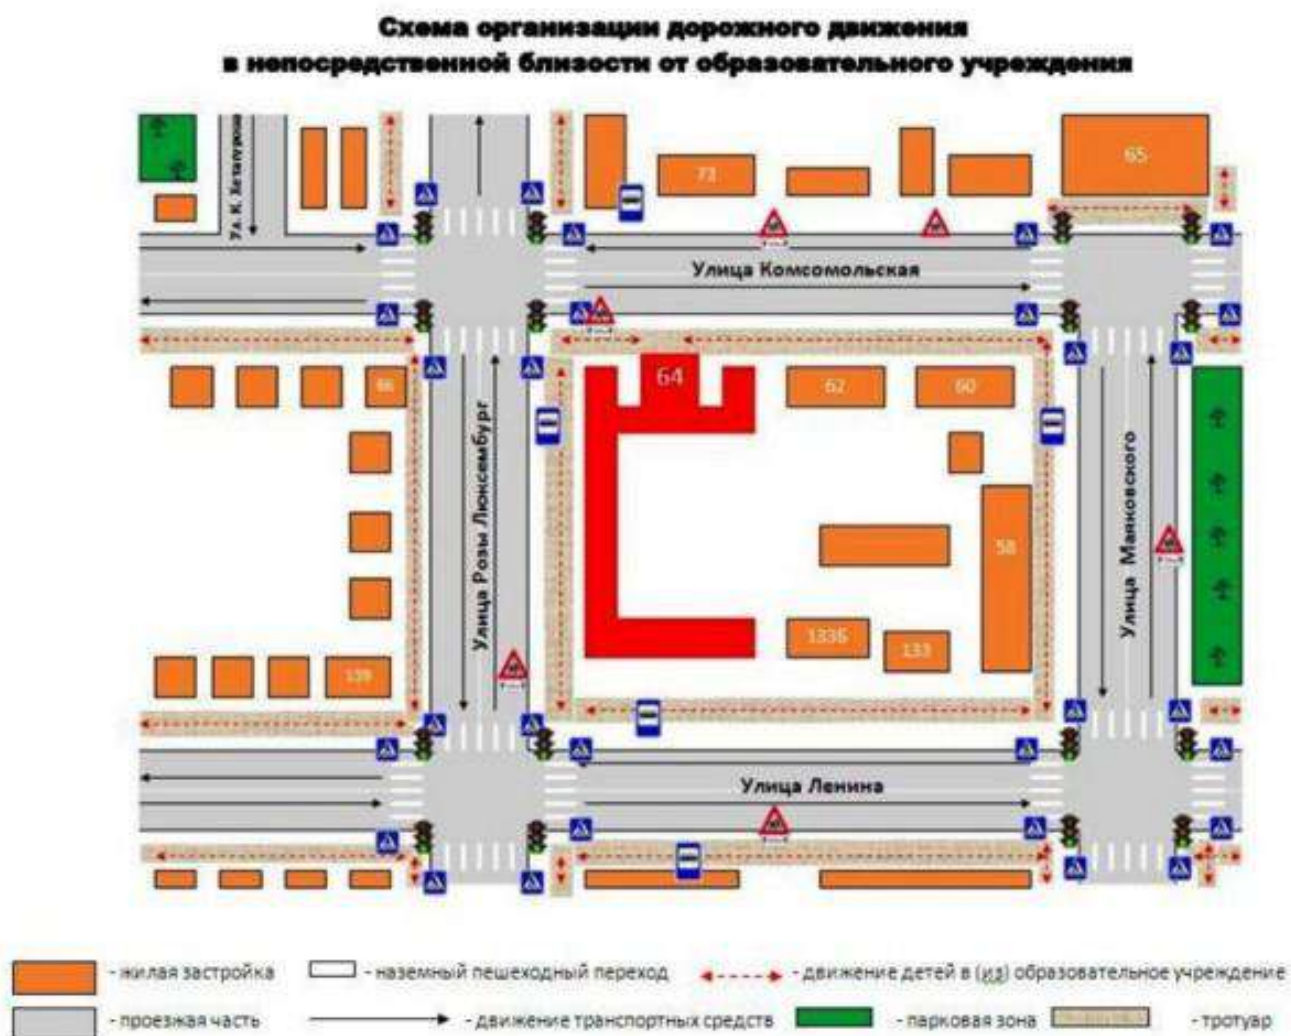 Схема организации дорожного движения
в непосредственной близости от образовательного учреждения
Ул. К. Хетагурова
73
65
Улица Комсомольская
66
64
62
60
Улица Розы Люксембург
Улица Маяковского
58
133Б
133
139
Улица Ленина
- жилая застройка
- наземный пешеходный переход
- движение детей в (из) образовательное учреждение
- проезжая часть
- движение транспортных средств
- парковая зона
- тротуар